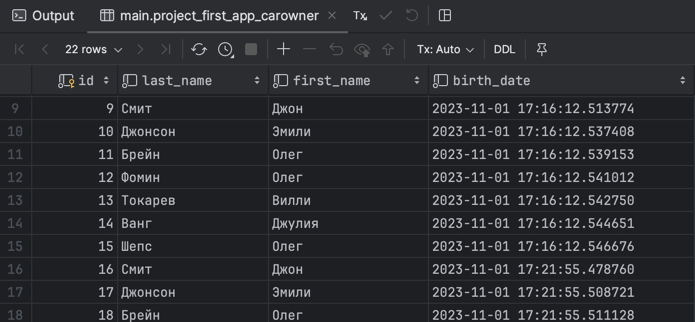 Output main.project_first_app_carowner Tx
22 rows Tx: Auto DDL
id last_name first_name birth_date
9 9 Смит Джон 2023-11-01 17:16:12.513774
10 10 Джонсон Эмили 2023-11-01 17:16:12.537408
11 11 Брейн Олег 2023-11-01 17:16:12.539153
12 12 Фомин Олег 2023-11-01 17:16:12.541012
13 13 Токарев Вилли 2023-11-01 17:16:12.542750
14 14 Ванг Джулия 2023-11-01 17:16:12.544651
15 15 Шепс Олег 2023-11-01 17:16:12.546676
16 16 Смит Джон 2023-11-01 17:21:55.478760
17 17 Джонсон Эмили 2023-11-01 17:21:55.508721
18 18 Брейн Олег 2023-11-01 17:21:55.511128